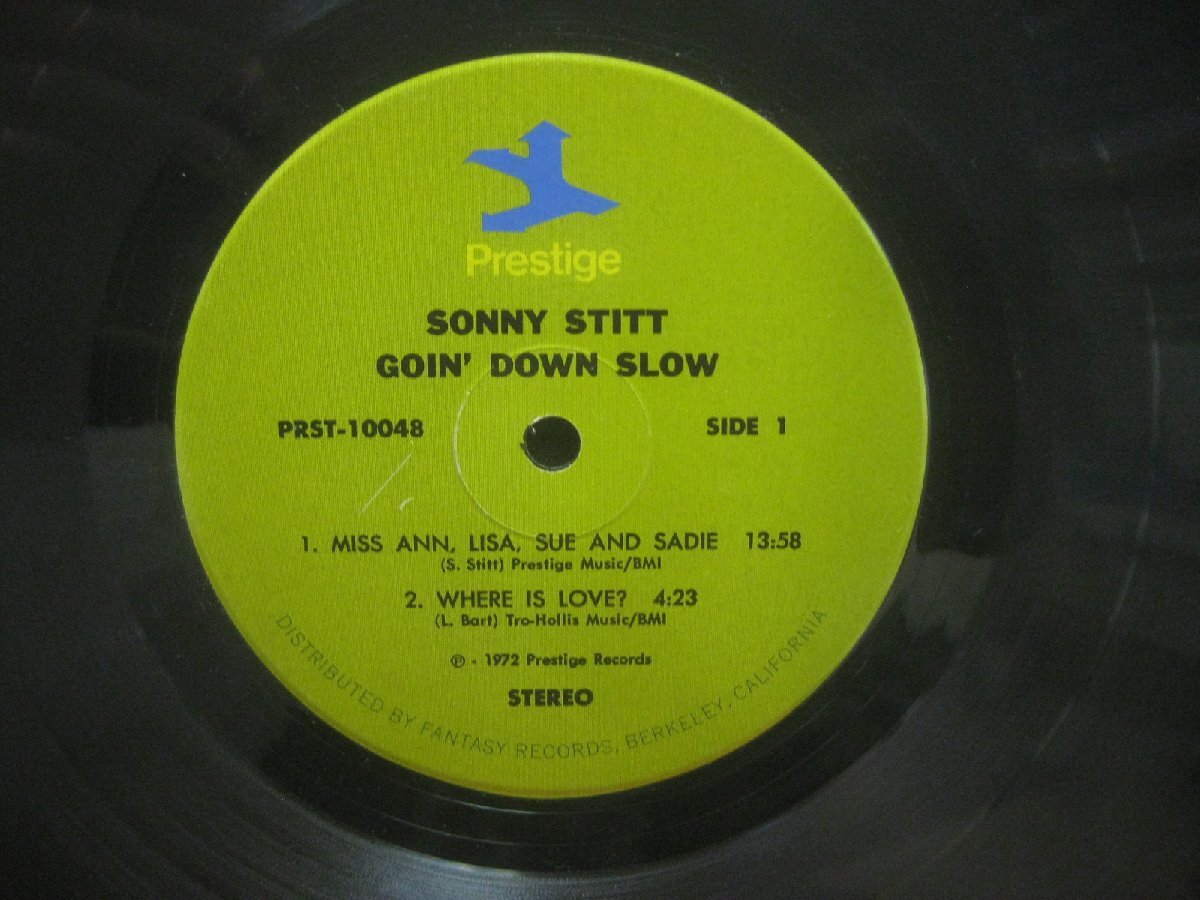 Prestige
SONNY STITT
GOIN' DOWN SLOW
PRST-10048 SIDE 1
1. MISS ANN, LISA, SUE AND SADIE 13:58
(S. Stitt) Prestige Music/BMI
2. WHERE IS LOVE? 4:23
(L. Bart) Tro-Hollis Music/BMI
℗ - 1972 Prestige Records
STEREO
DISTRIBUTED BY FANTASY RECORDS, BERKELEY, CALIFORNIA